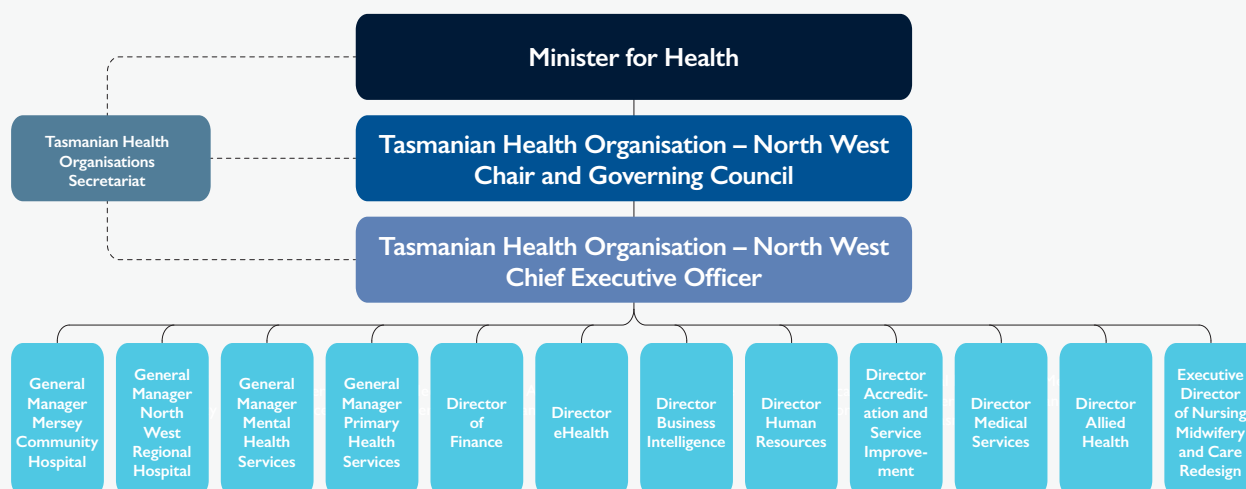 Minister for Health
Tasmanian Health
Organisations
Secretariat
Tasmanian Health Organisation – North West
Chair and Governing Council
Tasmanian Health Organisation – North West
Chief Executive Officer
General
Manager
Mersey
Community
Hospital
General
Manager
North
West
Regional
Hospital
General
Manager
Mental
Health
Services
General
Manager
Primary
Health
Services
Director
of
Finance
Director
eHealth
Director
Business
Intelligence
Director
Human
Resources
Director
Accredit-
ation and
Service
Improve-
ment
Director
Medical
Services
Director
Allied
Health
Executive
Director
of Nursing
Midwifery
and Care
Redesign